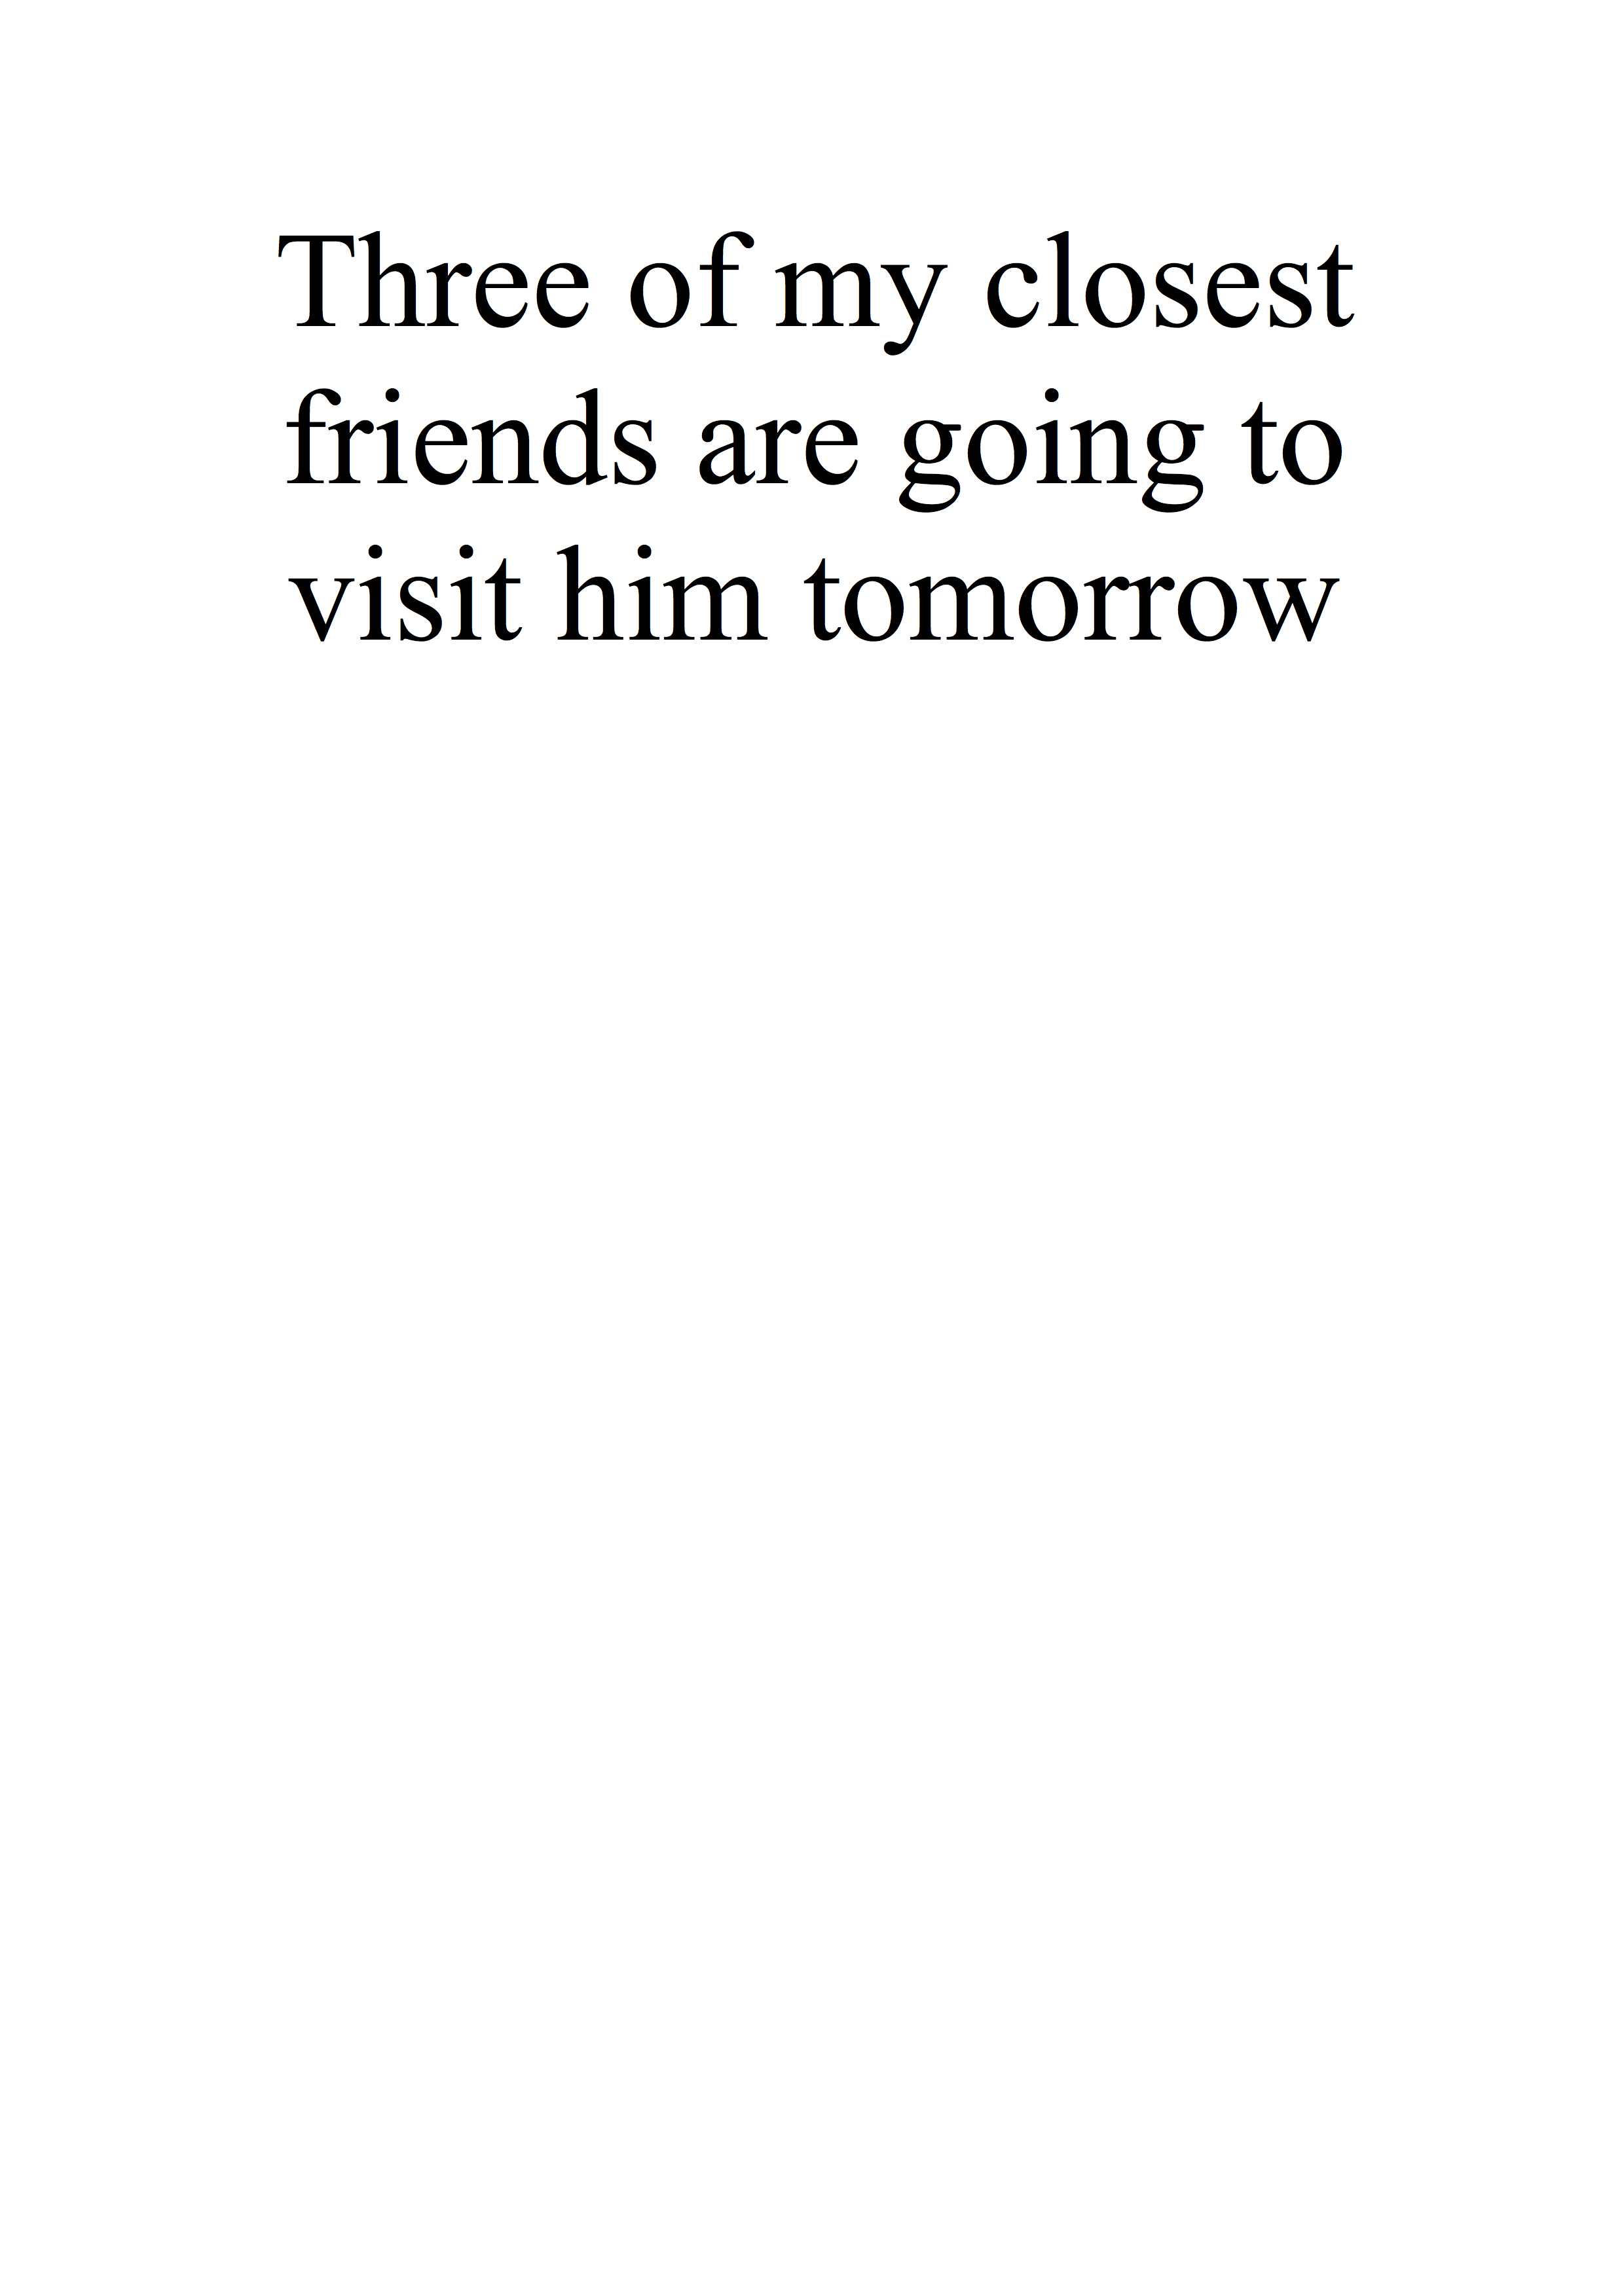 Three of my closest
friends are going to
visit him tomorrow